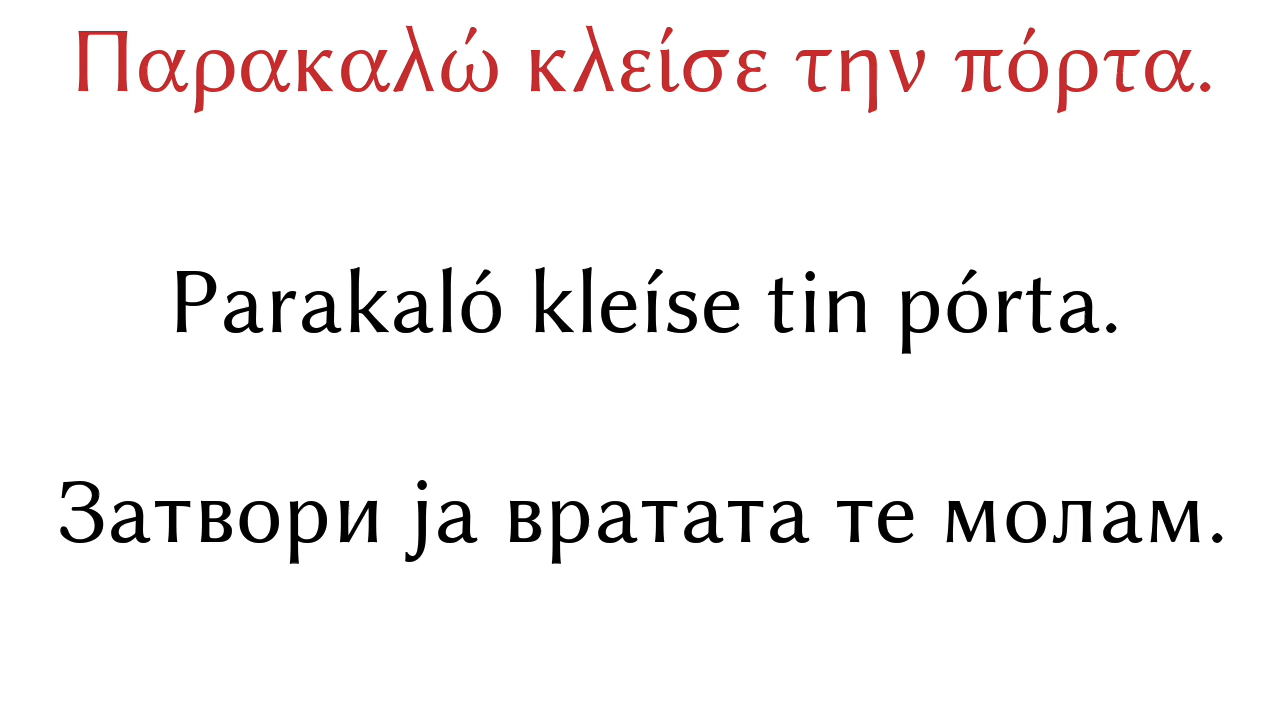 Παρακαλώ κλείσε την πόρτα.
Parakaló kleíse tin pórta.
Затвори ја вратата те молам.